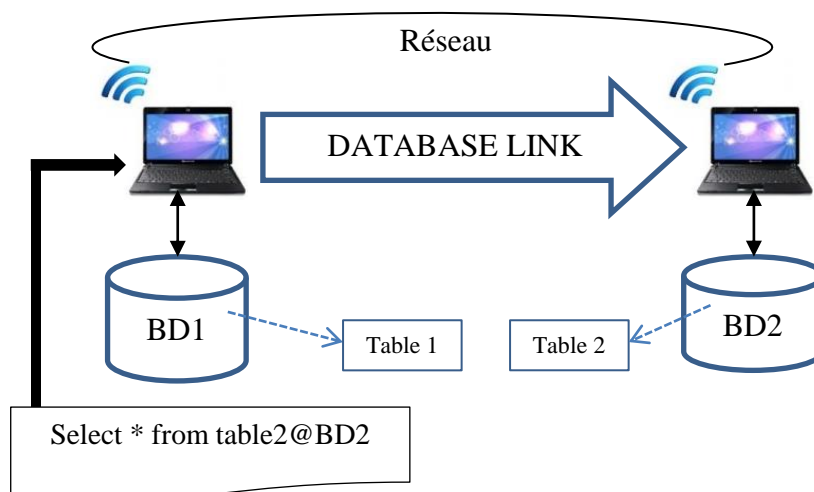 Réseau
DATABASE LINK
BD1
Table 1
Table 2
BD2
Select * from table2@BD2